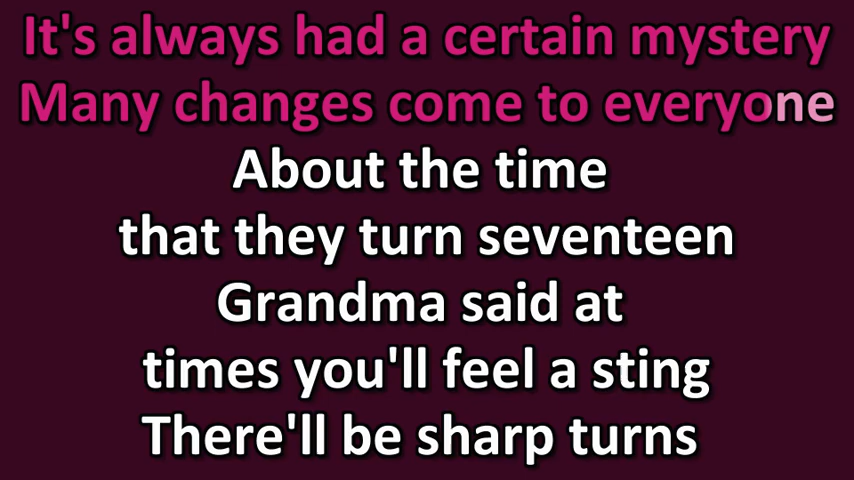 It's always had a certain mystery
Many changes come to everyone
About the time
that they turn seventeen
Grandma said at
times you'll feel a sting
There'll be sharp turns